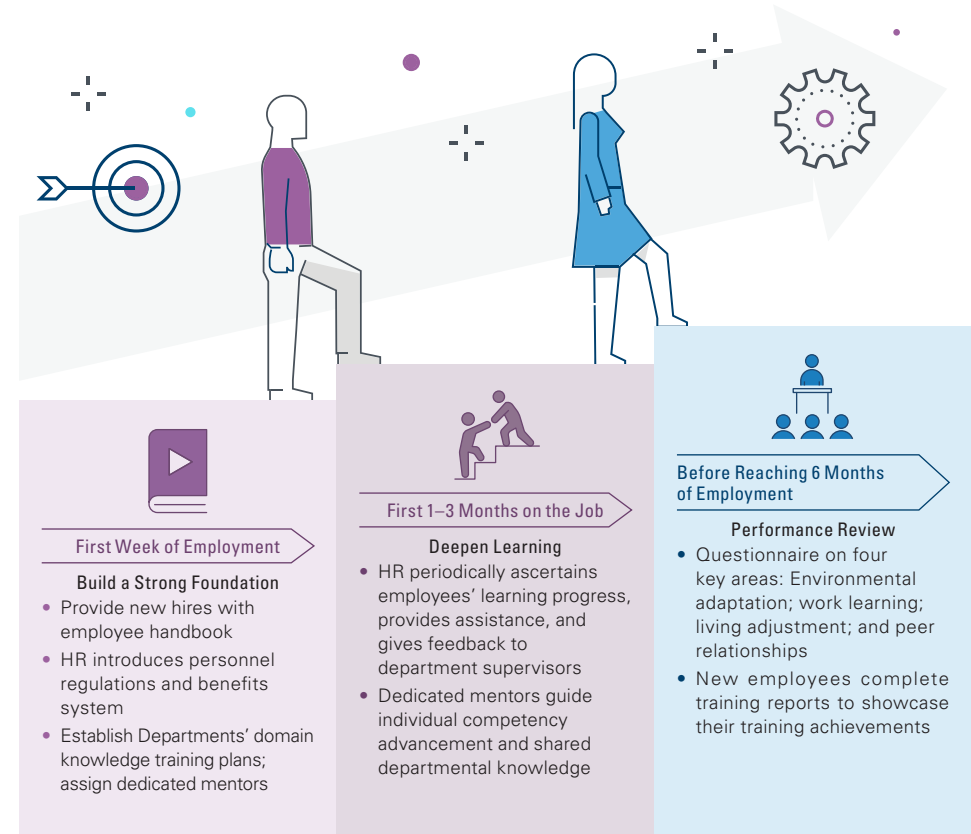 First Week of Employment
Build a Strong Foundation
• Provide new hires with
employee handbook
• HR introduces personnel
regulations and benefits
system
• Establish Departments’ domain
knowledge training plans;
assign dedicated mentors
First 1–3 Months on the Job
Deepen Learning
• HR periodically ascertains
employees’ learning progress,
provides assistance, and
gives feedback to
department supervisors
• Dedicated mentors guide
individual competency
advancement and shared
departmental knowledge
Before Reaching 6 Months
of Employment
Performance Review
• Questionnaire on four
key areas: Environmental
adaptation; work learning;
living adjustment; and peer
relationships
• New employees complete
training reports to showcase
their training achievements